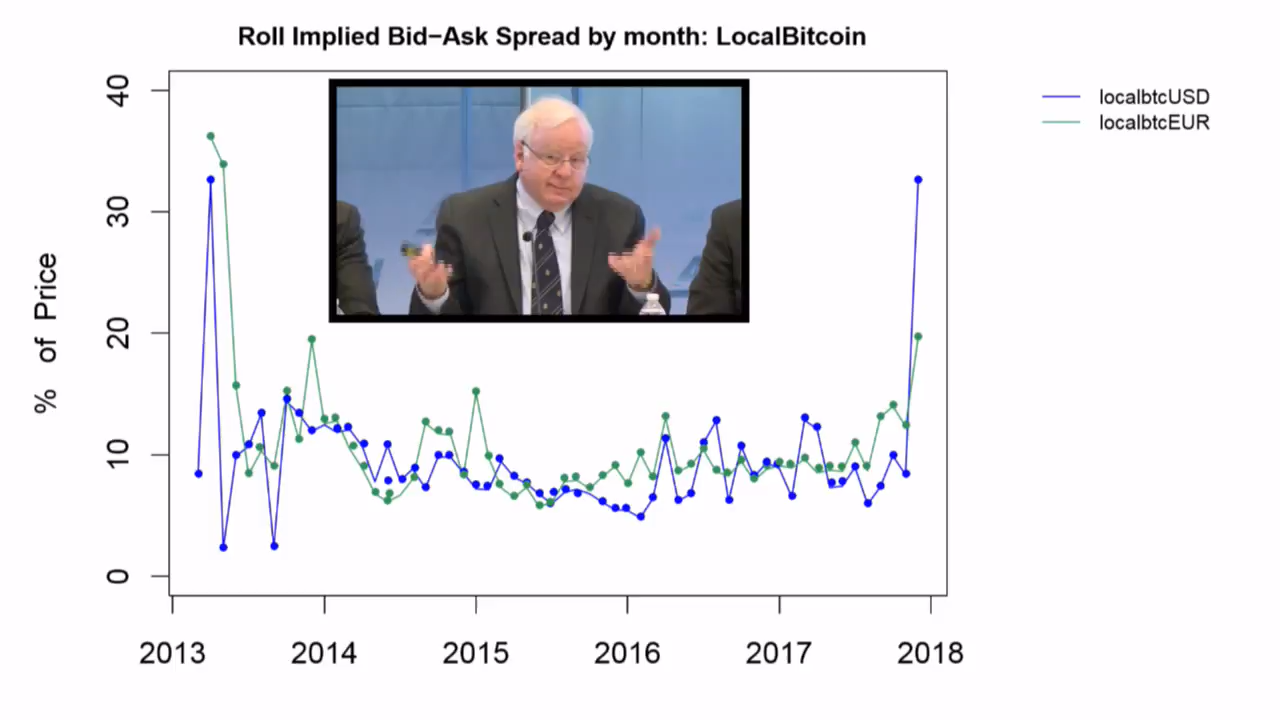 Roll Implied Bid−Ask Spread by month: LocalBitcoin
localbtcUSD
localbtcEUR
% of Price
40
30
20
10
0
2013 2014 2015 2016 2017 2018